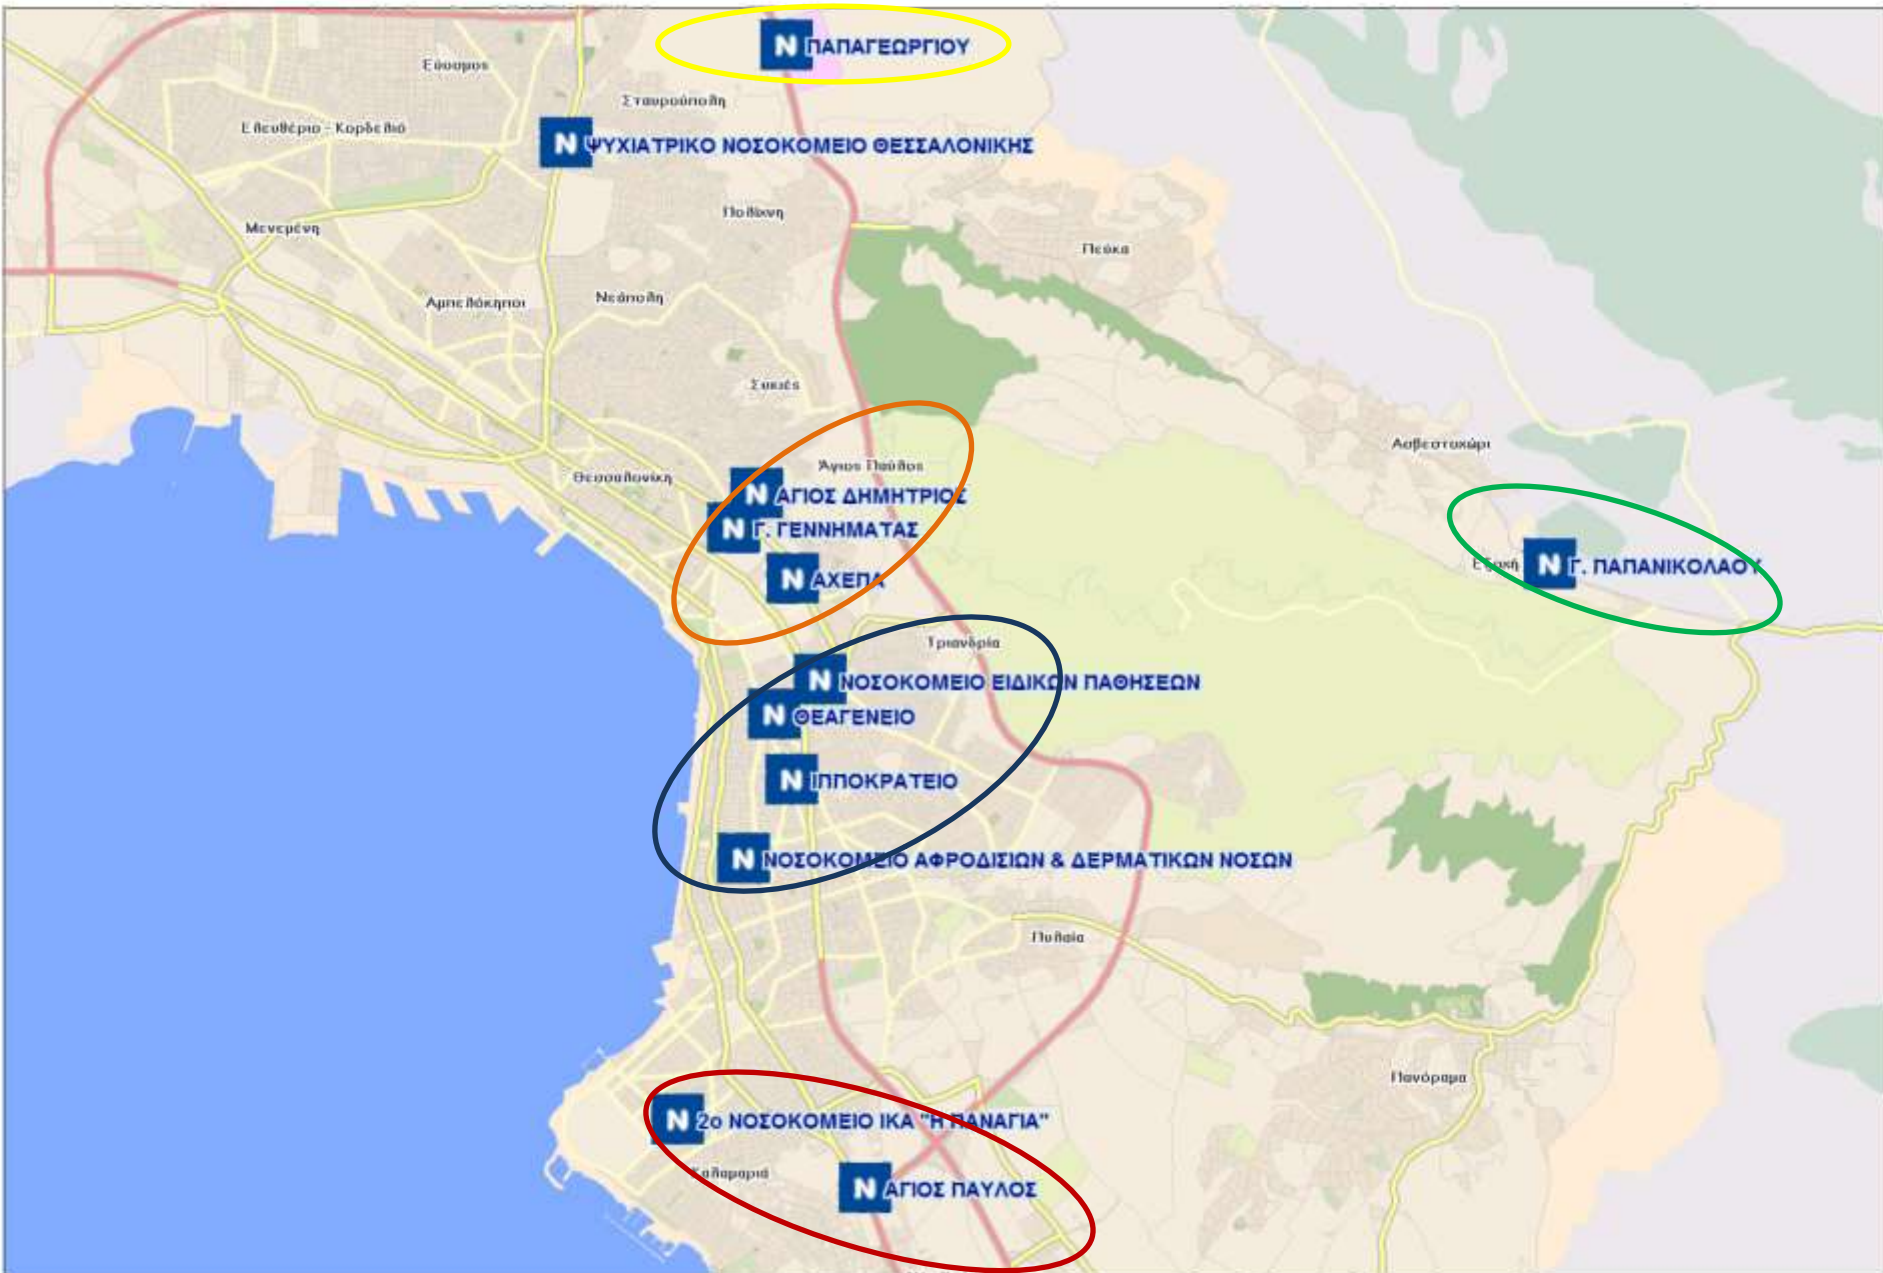 ΠΑΠΑΓΕΩΡΓΙΟΥ
Εύοσμος
Σταυρούπολη
Ελευθέριο - Κορδελιό
ΨΥΧΙΑΤΡΙΚΟ ΝΟΣΟΚΟΜΕΙΟ ΘΕΣΣΑΛΟΝΙΚΗΣ
Πολίχνη
Μενεμένη
Πεύκα
Αμπελόκηποι
Νεάπολη
Συκιές
Ασβεστοχώρι
Άγιος Παύλος
Θεσσαλονίκη
ΑΓΙΟΣ ΔΗΜΗΤΡΙΟΣ
Γ. ΓΕΝΝΗΜΑΤΑΣ
Εξοχή
Γ. ΠΑΠΑΝΙΚΟΛΑΟΥ
ΑΧΕΠΑ
Τριανδρία
ΝΟΣΟΚΟΜΕΙΟ ΕΙΔΙΚΩΝ ΠΑΘΗΣΕΩΝ
ΘΕΑΓΕΝΕΙΟ
ΙΠΠΟΚΡΑΤΕΙΟ
ΝΟΣΟΚΟΜΕΙΟ ΑΦΡΟΔΙΣΙΩΝ & ΔΕΡΜΑΤΙΚΩΝ ΝΟΣΩΝ
Πυλαία
Πανόραμα
2ο ΝΟΣΟΚΟΜΕΙΟ ΙΚΑ "Η ΠΑΝΑΓΙΑ"
Καλαμαριά
ΑΓΙΟΣ ΠΑΥΛΟΣ